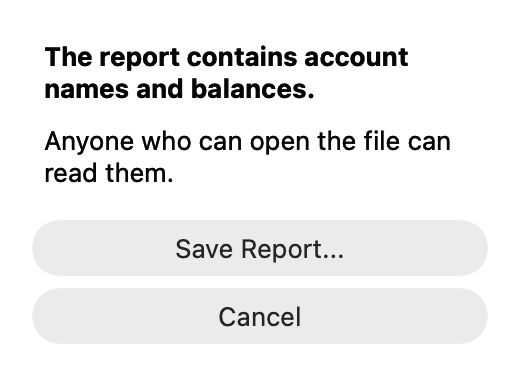 The report contains account
names and balances.
Anyone who can open the file can
read them.
Save Report...
Cancel